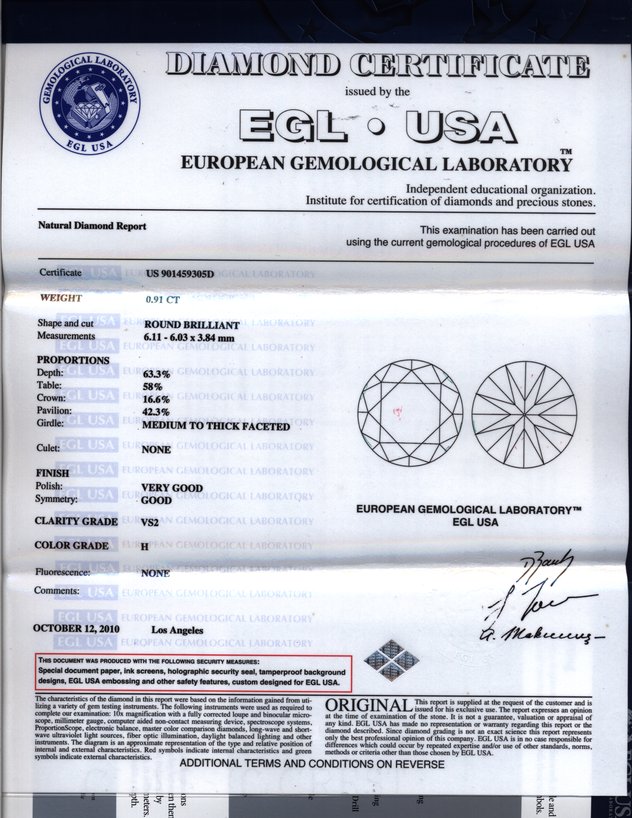 GEMOLOGICAL LABORATORY
EGL USA
DIAMOND CERTIFICATE
issued by the
EGL • USA
EUROPEAN GEMOLOGICAL LABORATORY™
Independent educational organization.
Institute for certification of diamonds and precious stones.
Natural Diamond Report
This examination has been carried out
using the current gemological procedures of EGL USA
Certificate US 901459305D
WEIGHT 0.91 CT
Shape and cut ROUND BRILLIANT
Measurements 6.11 - 6.03 x 3.84 mm
PROPORTIONS
Depth: 63.3%
Table: 58%
Crown: 16.6%
Pavilion: 42.3%
Girdle: MEDIUM TO THICK FACETED
Culet: NONE
FINISH
Polish: VERY GOOD
Symmetry: GOOD
CLARITY GRADE VS2
COLOR GRADE H
Fluorescence: NONE
Comments:
EUROPEAN GEMOLOGICAL LABORATORY™
EGL USA
OCTOBER 12, 2010 Los Angeles
THIS DOCUMENT WAS PRODUCED WITH THE FOLLOWING SECURITY MEASURES:
Special document paper, ink screens, holographic security seal, tamperproof background
designs, EGL USA embossing and other safety features, custom designed for EGL USA.
The characteristics of the diamond in this report were based on the information gained from uti-
lizing a variety of gem testing instruments. The following instruments were used as required to
complete our examination: 10x magnification with a fully corrected loupe and binocular micro-
scope, millimeter gauge, computer aided non-contact measuring device, spectroscope systems,
ProportionScope, electronic balance, master color comparison diamonds, long-wave and short-
wave ultraviolet light sources, fiber optic illumination, daylight balanced lighting and other
instruments. The diagram is an approximate representation of the type and relative position of
internal and external characteristics. Red symbols indicate internal characteristics and green
symbols indicate external characteristics.
ORIGINAL This report is supplied at the request of the customer and is
issued for his exclusive use. The report expresses an opinion
at the time of examination of the stone. It is not a guarantee, valuation or appraisal of
any kind. EGL USA has made no representation or warranty regarding this report or the
diamond described. Since diamond grading is not an exact science this report represents
only the best professional opinion of this company. EGL USA is in no case responsible for
differences which could occur by repeated expertise and/or use of other standards, norms,
methods or criteria other than those chosen by EGL USA.
ADDITIONAL TERMS AND CONDITIONS ON REVERSE